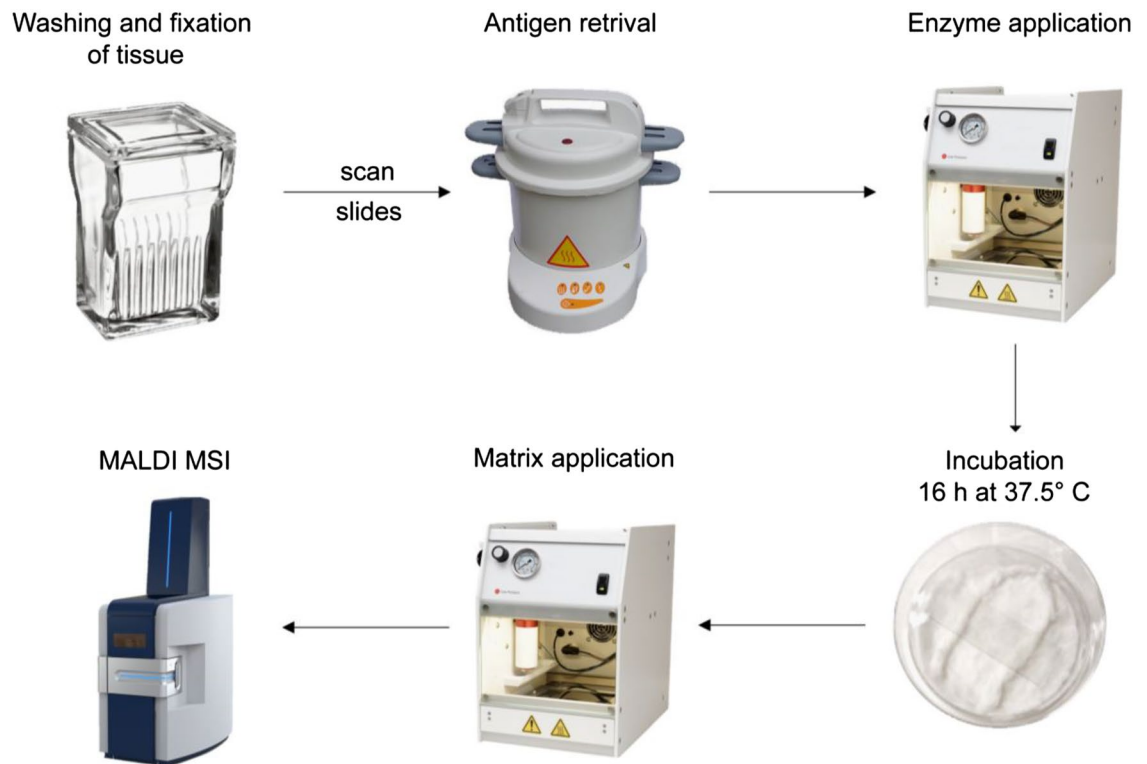 Washing and fixation
of tissue
Antigen retrival
Enzyme application
scan
slides
MALDI MSI
Matrix application
Incubation
16 h at 37.5° C